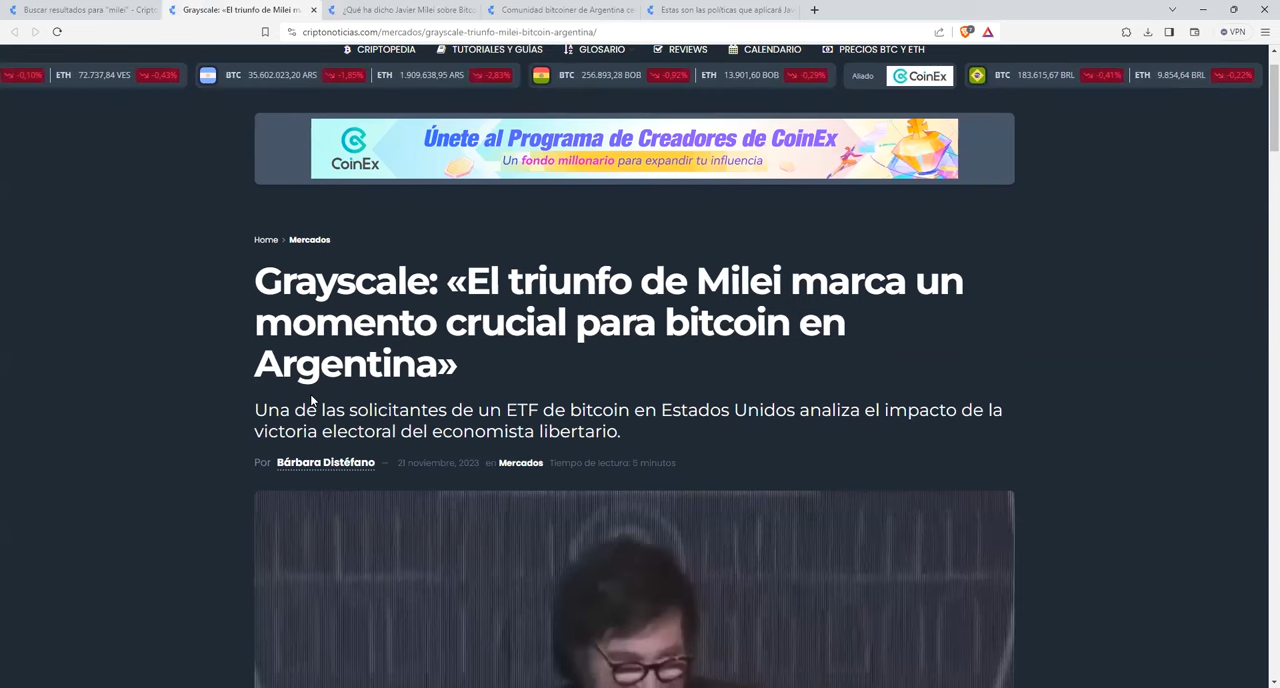 Buscar resultados para "milei" - Cripto
Grayscale: «El triunfo de Milei m
¿Qué ha dicho Javier Milei sobre Bitc
Comunidad bitcoiner de Argentina ce
Estas son las políticas que aplicará Jav
criptonoticias.com/mercados/grayscale-triunfo-milei-bitcoin-argentina/
VPN
CRIPTOPEDIA TUTORIALES Y GUÍAS GLOSARIO REVIEWS CALENDARIO PRECIOS BTC Y ETH
-0,10% ETH 72.737,84 VES -0,43% BTC 35.602.023,20 ARS -1,85% ETH 1.909.638,95 ARS -2,83% BTC 256.893,28 BOB -0,92% ETH 13.901,60 BOB -0,29% Aliado CoinEx BTC 183.615,67 BRL -0,41% ETH 9.854,64 BRL -0,22%
CoinEx
Únete al Programa de Creadores de CoinEx
Un fondo millonario para expandir tu influencia
Home > Mercados
Grayscale: «El triunfo de Milei marca un
momento crucial para bitcoin en
Argentina»
Una de las solicitantes de un ETF de bitcoin en Estados Unidos analiza el impacto de la
victoria electoral del economista libertario.
Por Bárbara Distéfano — 21 noviembre, 2023 en Mercados Tiempo de lectura: 5 minutos